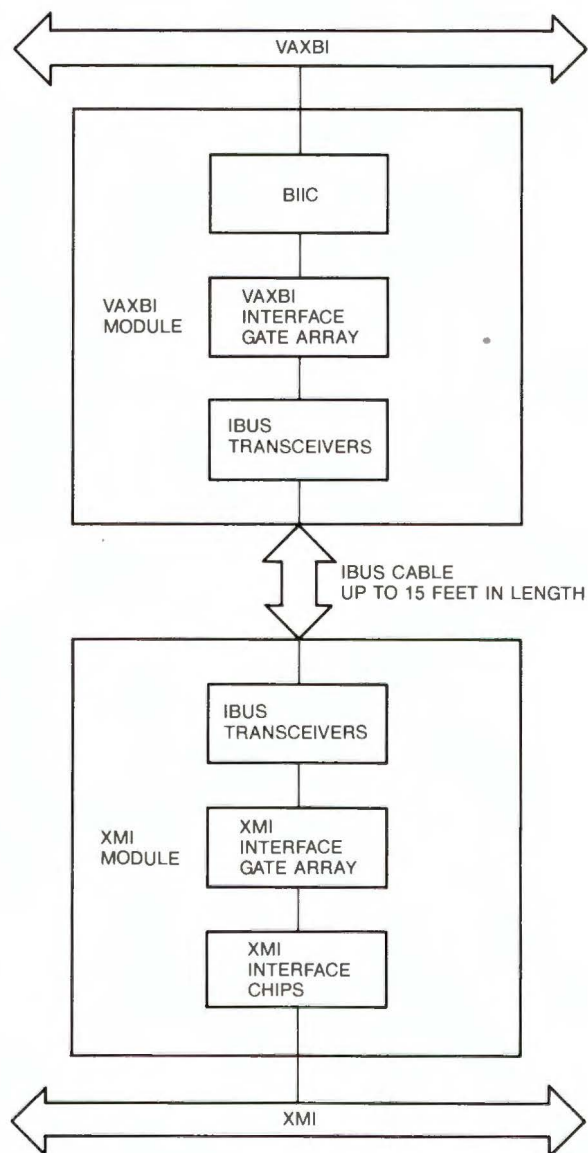 VAXBI
BIIC
VAXBI
MODULE
VAXBI
INTERFACE
GATE ARRAY
IBUS
TRANSCEIVERS
IBUS CABLE
UP TO 15 FEET IN LENGTH
IBUS
TRANSCEIVERS
XMI
MODULE
XMI
INTERFACE
GATE ARRAY
XMI
INTERFACE
CHIPS
XMI